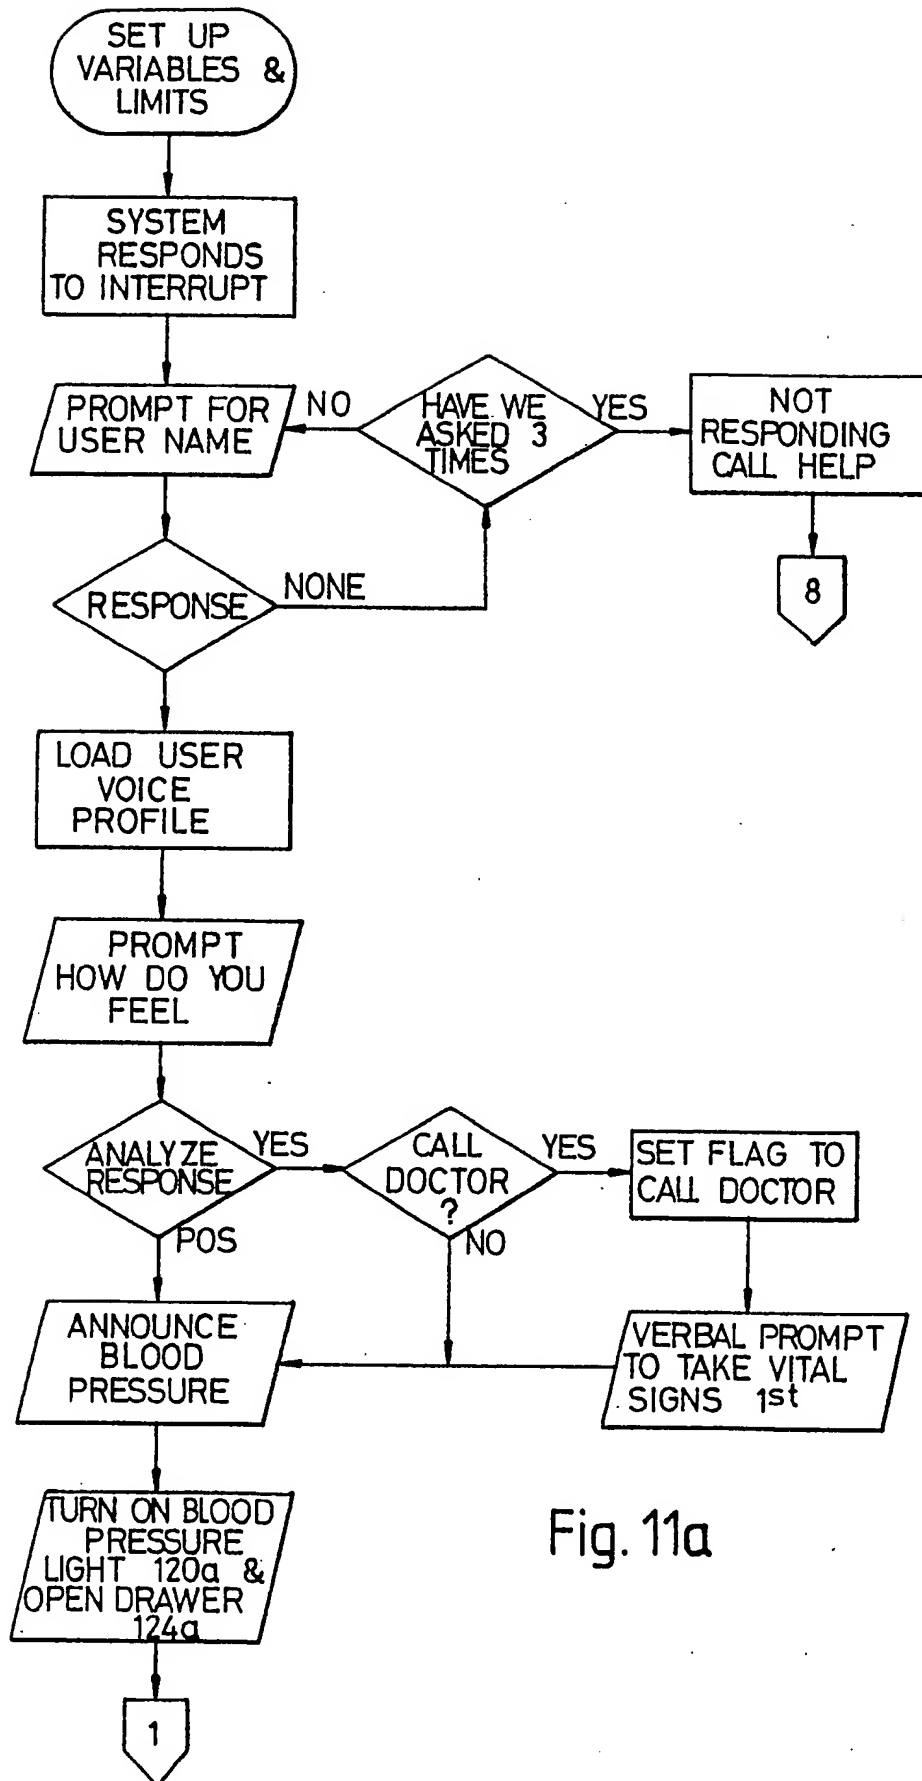 SET UP
VARIABLES &
LIMITS
SYSTEM
RESPONDS
TO INTERRUPT
PROMPT FOR
USER NAME
NO
HAVE WE
ASKED 3
TIMES
YES
NOT
RESPONDING
CALL HELP
8
RESPONSE
NONE
LOAD USER
VOICE
PROFILE
PROMPT
HOW DO YOU
FEEL
ANALYZE
RESPONSE
YES
POS
CALL
DOCTOR
?
YES
NO
SET FLAG TO
CALL DOCTOR
VERBAL PROMPT
TO TAKE VITAL
SIGNS 1st
ANNOUNCE
BLOOD
PRESSURE
TURN ON BLOOD
PRESSURE
LIGHT 120a &
OPEN DRAWER
124a
1
Fig. 11a